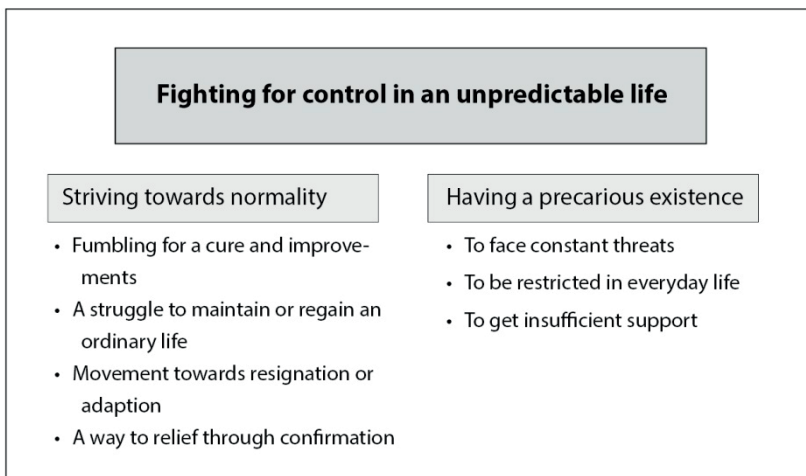 Fighting for control in an unpredictable life
Striving towards normality
• Fumbling for a cure and improve-
ments
• A struggle to maintain or regain an
ordinary life
• Movement towards resignation or
adaption
• A way to relief through confirmation
Having a precarious existence
• To face constant threats
• To be restricted in everyday life
• To get insufficient support